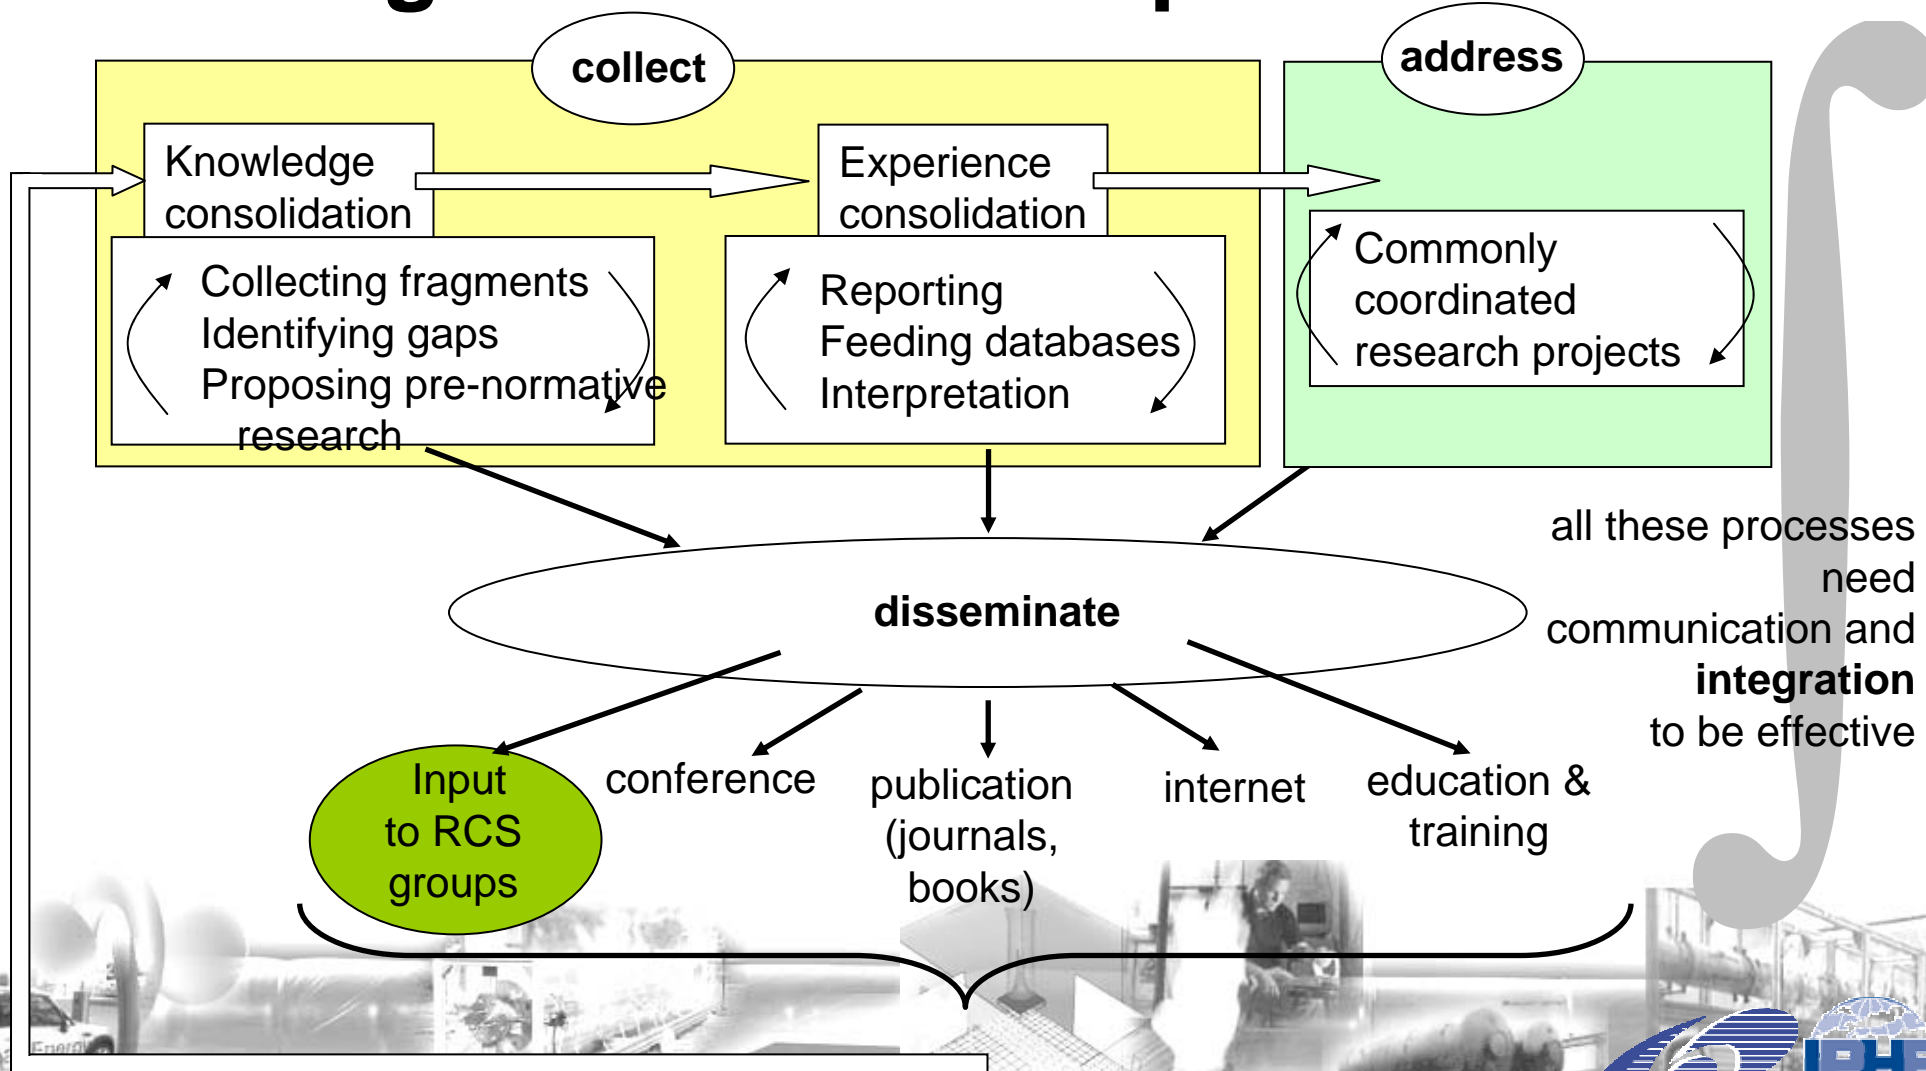 collect
address
Knowledge
consolidation
Experience
consolidation
Collecting fragments
Identifying gaps
Proposing pre-normative
research
Reporting
Feeding databases
Interpretation
Commonly
coordinated
research projects
all these processes
need
communication and
integration
to be effective
disseminate
Input
to RCS
groups
conference
publication
(journals,
books)
internet
education &
training